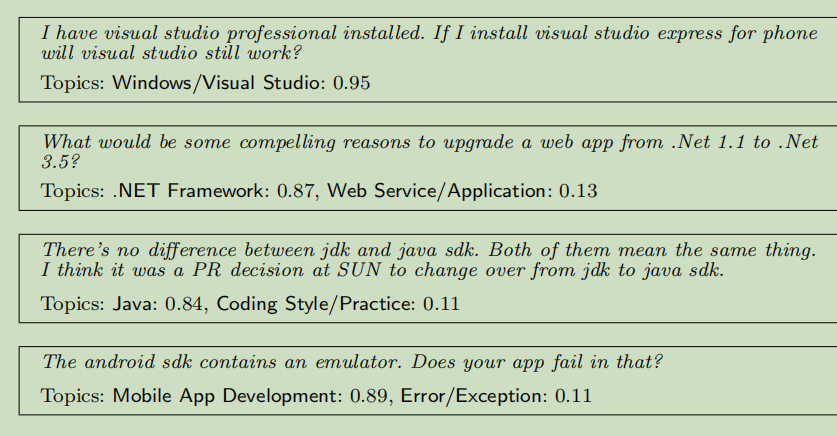 I have visual studio professional installed. If I install visual studio express for phone
will visual studio still work?
Topics: Windows/Visual Studio: 0.95
What would be some compelling reasons to upgrade a web app from .Net 1.1 to .Net
3.5?
Topics: .NET Framework: 0.87, Web Service/Application: 0.13
There's no difference between jdk and java sdk. Both of them mean the same thing.
I think it was a PR decision at SUN to change over from jdk to java sdk.
Topics: Java: 0.84, Coding Style/Practice: 0.11
The android sdk contains an emulator. Does your app fail in that?
Topics: Mobile App Development: 0.89, Error/Exception: 0.11